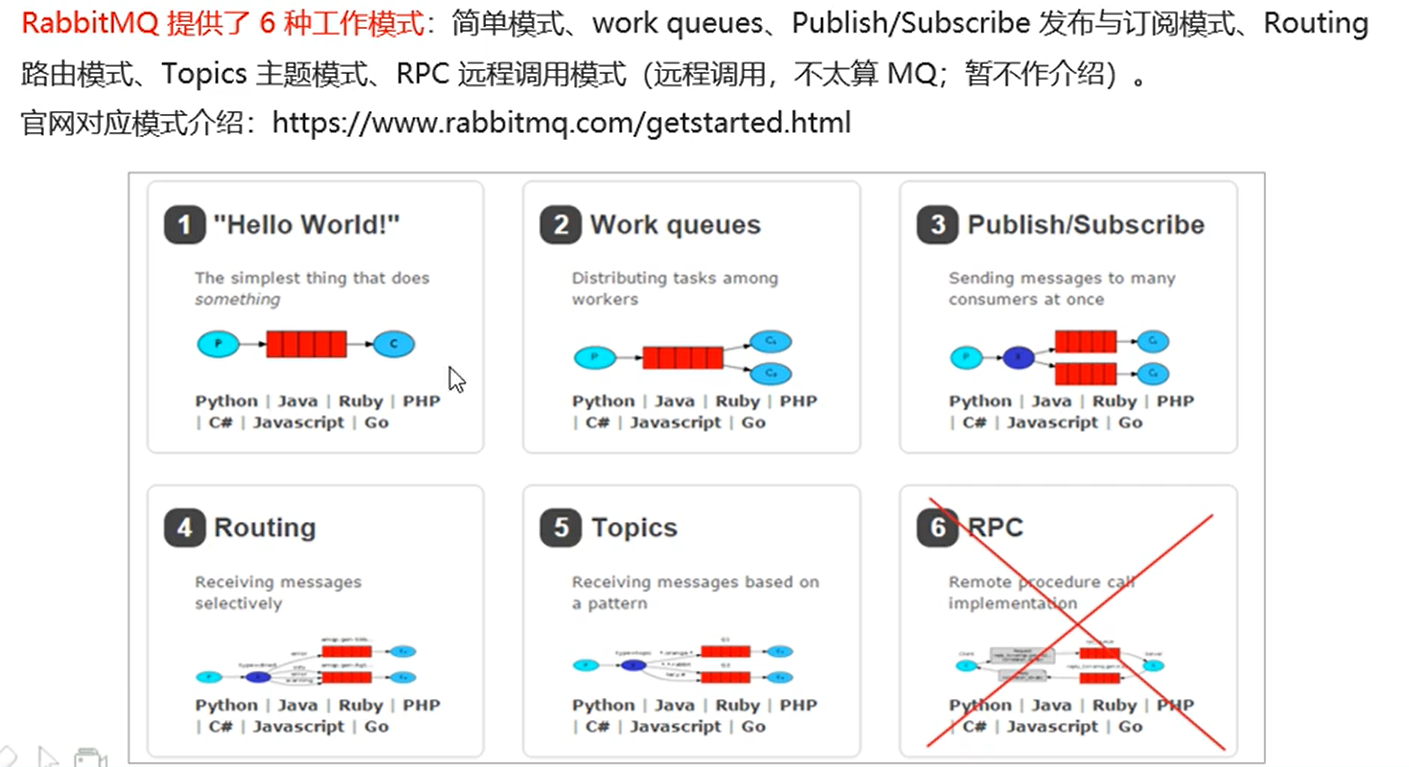 RabbitMQ 提供了 6 种工作模式：简单模式、work queues、Publish/Subscribe 发布与订阅模式、Routing
路由模式、Topics 主题模式、RPC 远程调用模式（远程调用，不太算 MQ；暂不作介绍）。
官网对应模式介绍：https://www.rabbitmq.com/getstarted.html
1 "Hello World!"
The simplest thing that does
something
P
C
Python | Java | Ruby | PHP
| C# | Javascript | Go
2 Work queues
Distributing tasks among
workers
P
C₁
C₂
Python | Java | Ruby | PHP
| C# | Javascript | Go
3 Publish/Subscribe
Sending messages to many
consumers at once
P
X
C₁
C₂
Python | Java | Ruby | PHP
| C# | Javascript | Go
4 Routing
Receiving messages
selectively
error
Python | Java | Ruby | PHP
| C# | Javascript | Go
5 Topics
Receiving messages based on
a pattern
Python | Java | Ruby | PHP
| C# | Javascript | Go
6 RPC
Remote procedure call
implementation
Python | Java | Ruby | PHP
| C# | Javascript | Go